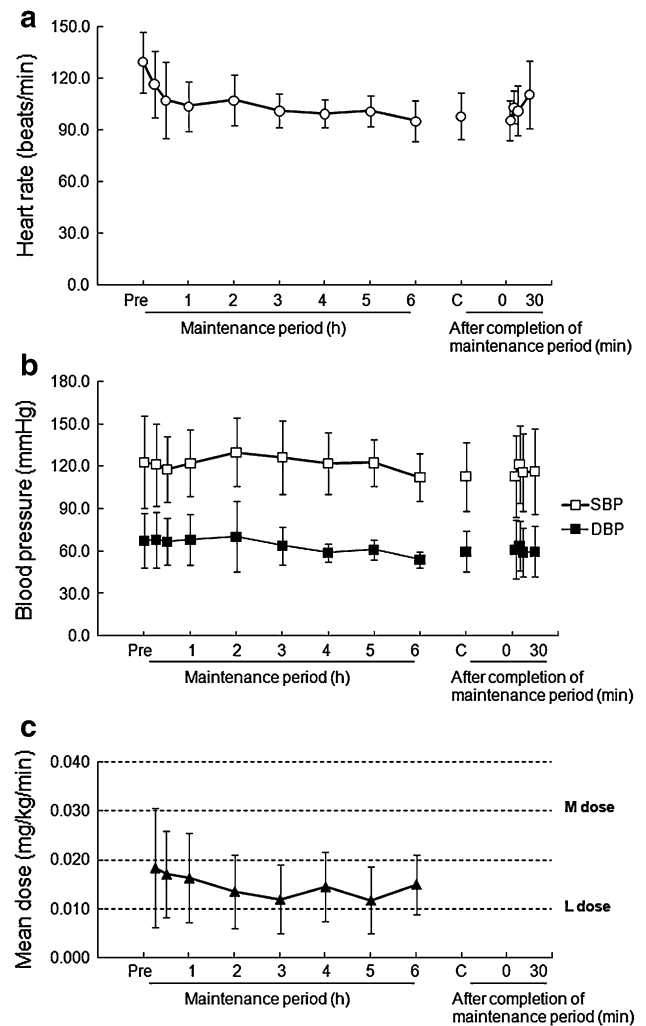 a
Heart rate (beats/min)
150.0
120.0
90.0
60.0
30.0
0.0
Pre 1 2 3 4 5 6 C 0 30
Maintenance period (h)
After completion of
maintenance period (min)
b
Blood pressure (mmHg)
180.0
150.0
120.0
90.0
60.0
30.0
0.0
SBP
DBP
Pre 1 2 3 4 5 6 C 0 30
Maintenance period (h)
After completion of
maintenance period (min)
c
Mean dose (mg/kg/min)
0.040
0.030
0.020
0.010
0.000
M dose
L dose
Pre 1 2 3 4 5 6 C 0 30
Maintenance period (h)
After completion of
maintenance period (min)